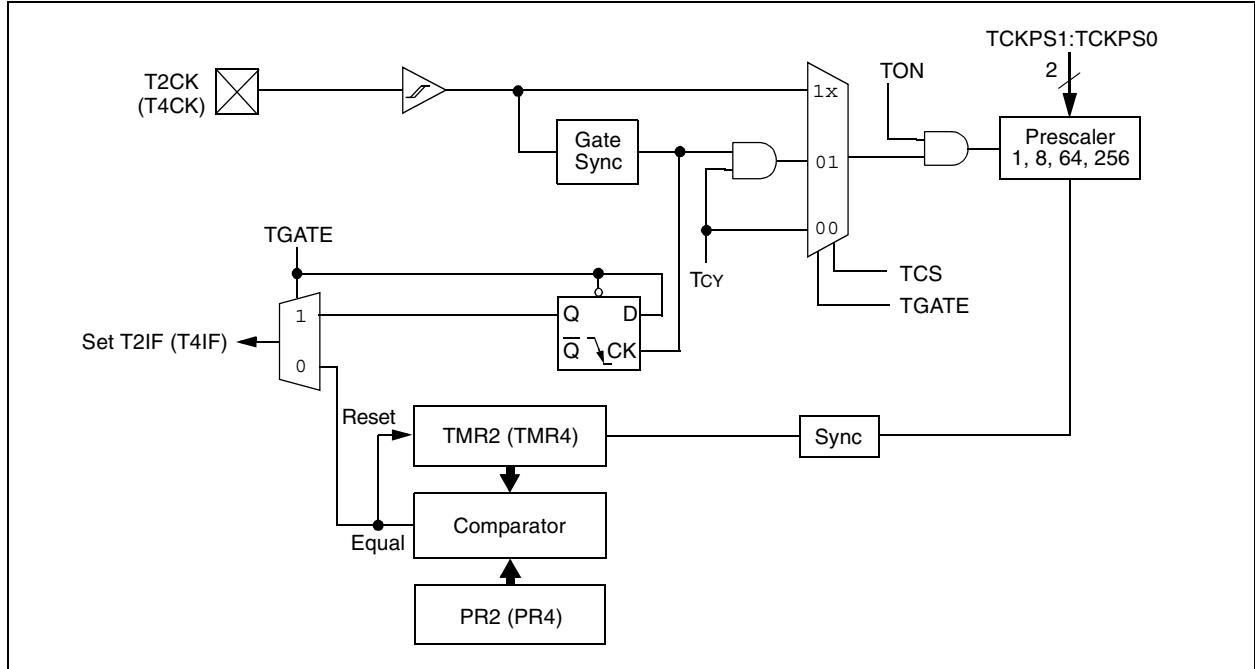 TCKPS1:TCKPS0
2
T2CK
(T4CK)
TON
1x
Gate
Sync
01
Prescaler
1, 8, 64, 256
00
TGATE
TCY
TCS
TGATE
1
Q
D
Set T2IF (T4IF)
Q
CK
0
Reset
TMR2 (TMR4)
Sync
Comparator
Equal
PR2 (PR4)